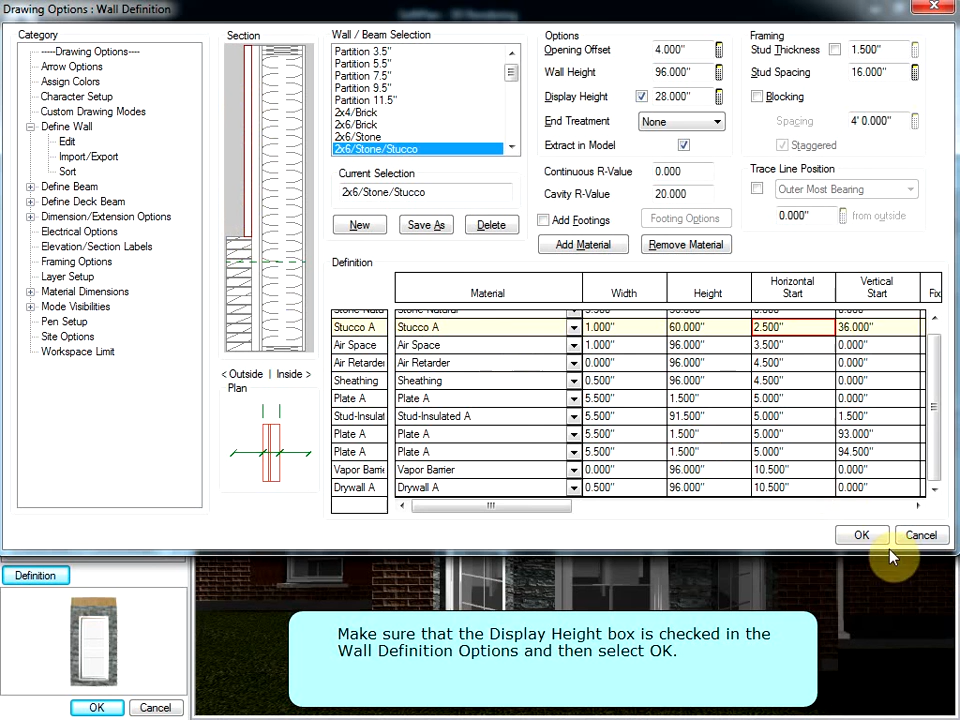 Drawing Options : Wall Definition
Category
----Drawing Options----
Arrow Options
Assign Colors
Character Setup
Custom Drawing Modes
Define Wall
Edit
Import/Export
Sort
Define Beam
Define Deck Beam
Dimension/Extension Options
Electrical Options
Elevation/Section Labels
Framing Options
Layer Setup
Material Dimensions
Mode Visibilities
Pen Setup
Site Options
Workspace Limit
Section
< Outside | Inside >
Plan
Wall / Beam Selection
Partition 3.5"
Partition 5.5"
Partition 7.5"
Partition 9.5"
Partition 11.5"
2x4/Brick
2x6/Brick
2x6/Stone
2x6/Stone/Stucco
Current Selection
2x6/Stone/Stucco
New Save As Delete
Options
Opening Offset 4.000"
Wall Height 96.000"
Display Height 28.000"
End Treatment None
Extract in Model
Continuous R-Value 0.000
Cavity R-Value 20.000
Add Footings Footing Options
Add Material Remove Material
Framing
Stud Thickness 1.500"
Stud Spacing 16.000"
Blocking
Spacing 4' 0.000"
Staggered
Trace Line Position
Outer Most Bearing
0.000" from outside
Definition
Material Width Height Horizontal Start Vertical Start Fix
Stucco A Stucco A 1.000" 60.000" 2.500" 36.000"
Air Space Air Space 1.000" 96.000" 3.500" 0.000"
Air Retarder Air Retarder 0.000" 96.000" 4.500" 0.000"
Sheathing Sheathing 0.500" 96.000" 4.500" 0.000"
Plate A Plate A 5.500" 1.500" 5.000" 0.000"
Stud-Insulat Stud-Insulated A 5.500" 91.500" 5.000" 1.500"
Plate A Plate A 5.500" 1.500" 5.000" 93.000"
Plate A Plate A 5.500" 1.500" 5.000" 94.500"
Vapor Barrie Vapor Barrier 0.000" 96.000" 10.500" 0.000"
Drywall A Drywall A 0.500" 96.000" 10.500" 0.000"
OK Cancel
Definition
OK Cancel
Make sure that the Display Height box is checked in the
Wall Definition Options and then select OK.